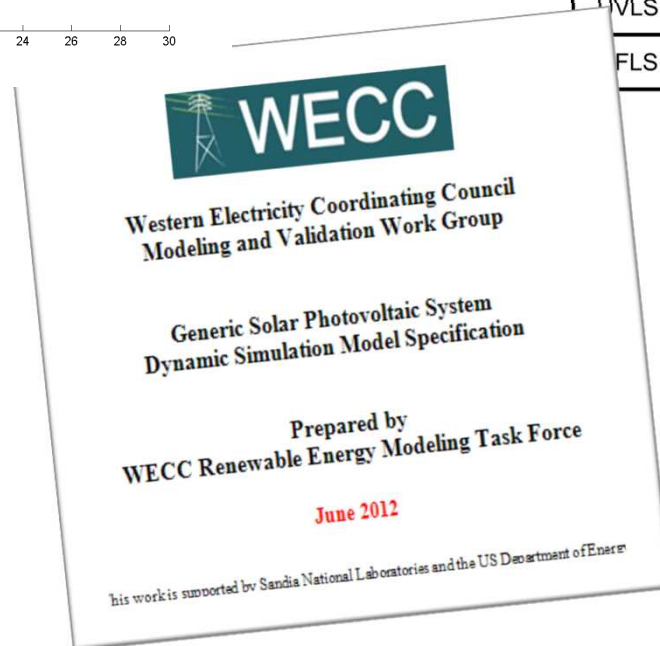 24 26 28 30
VLS
FLS
WECC
Western Electricity Coordinating Council
Modeling and Validation Work Group
Generic Solar Photovoltaic System
Dynamic Simulation Model Specification
Prepared by
WECC Renewable Energy Modeling Task Force
June 2012
his work is supported by Sandia National Laboratories and the US Department of Energy